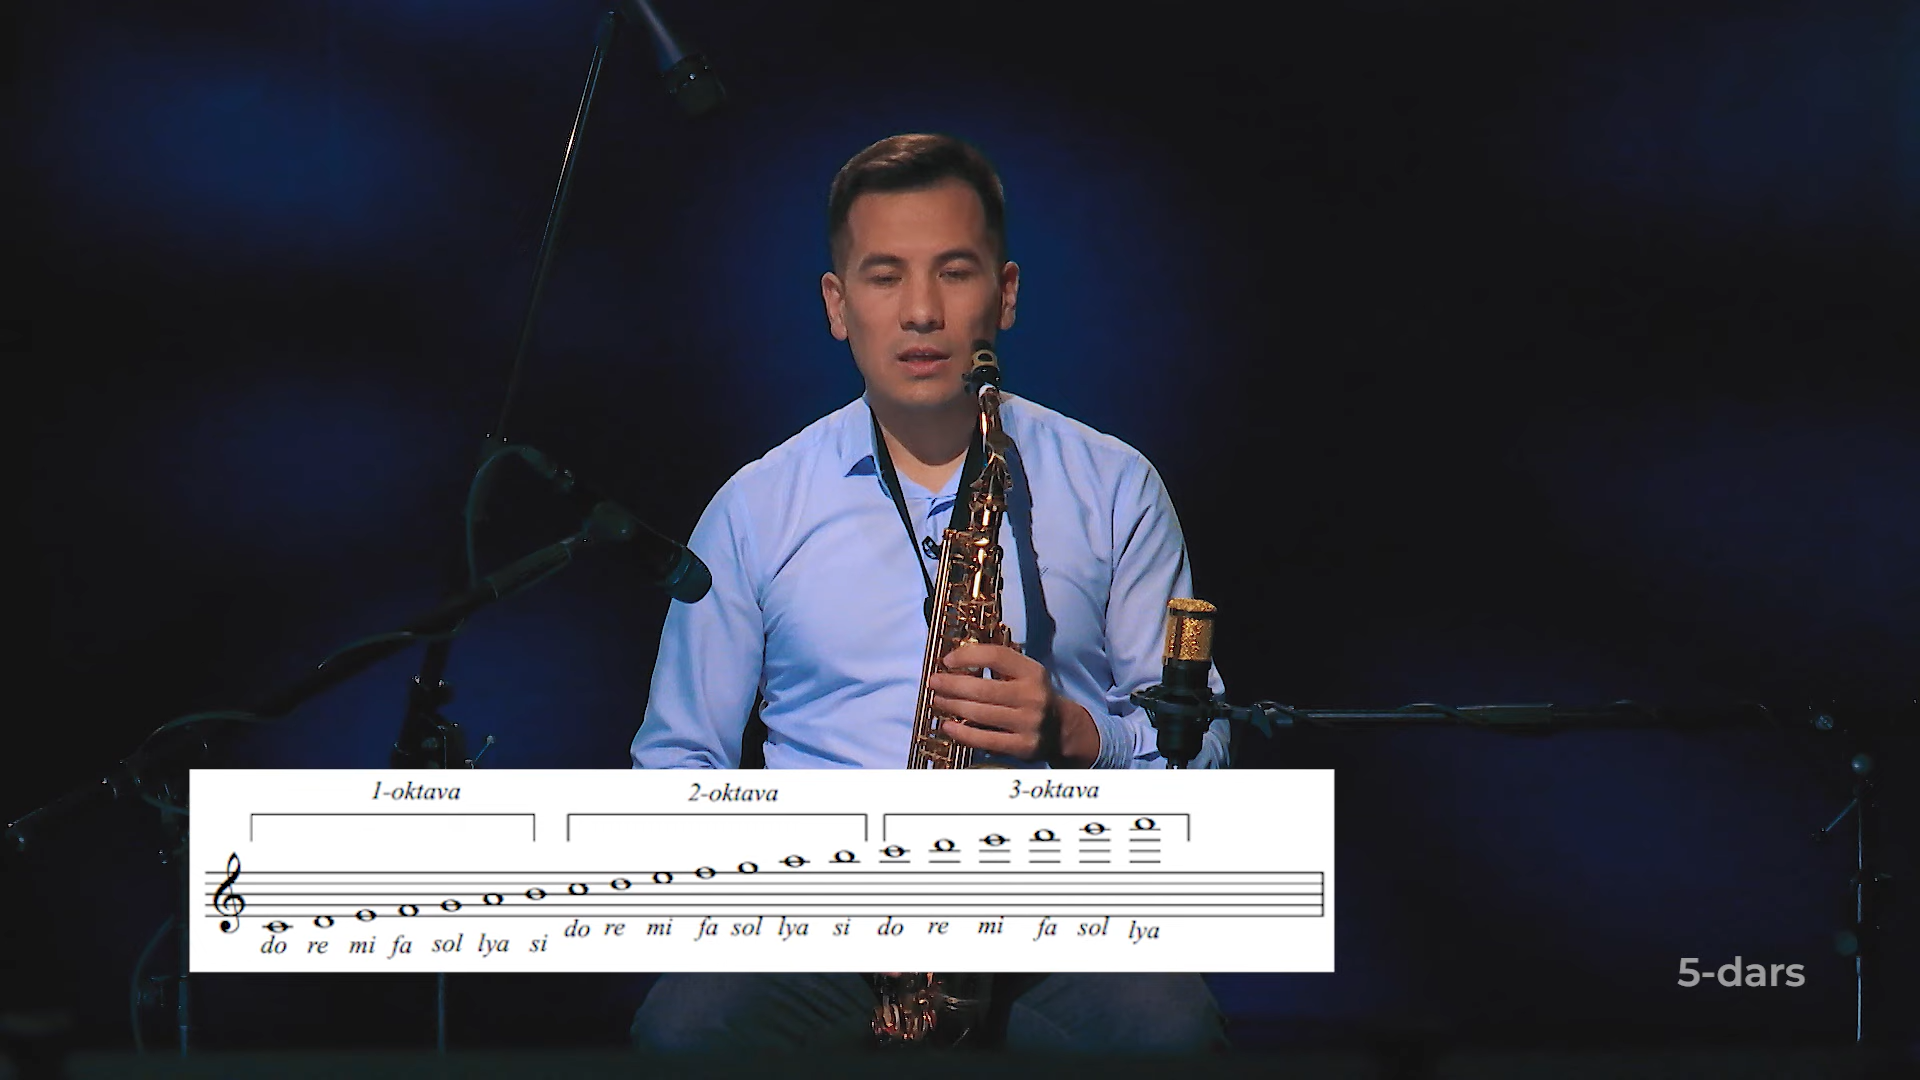 1-oktava 2-oktava 3-oktava
do re mi fa sol lya si do re mi fa sol lya si do re mi fa sol lya
5-dars